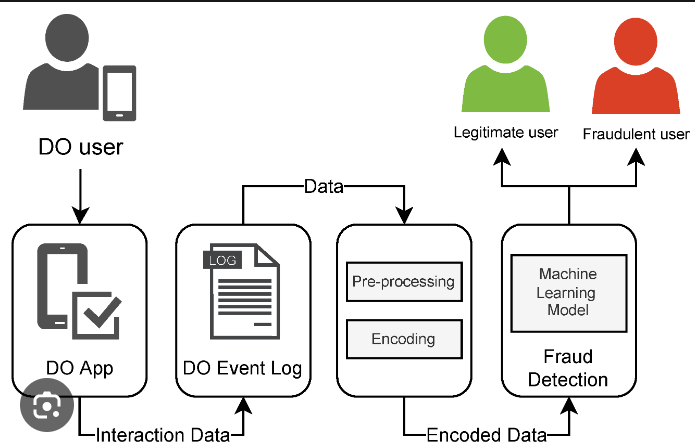 Legitimate user
Fraudulent user
DO user
Data
LOG
Pre-processing
Encoding
Machine
Learning
Model
DO App
DO Event Log
Fraud
Detection
Interaction Data
Encoded Data